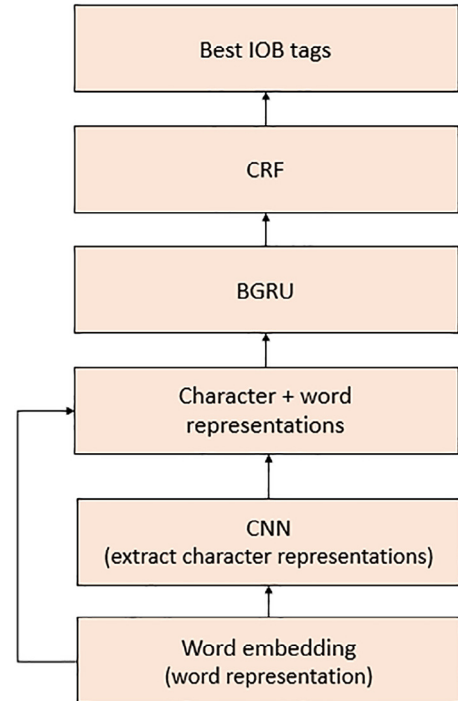 Best IOB tags
CRF
BGRU
Character + word
representations
CNN
(extract character representations)
Word embedding
(word representation)